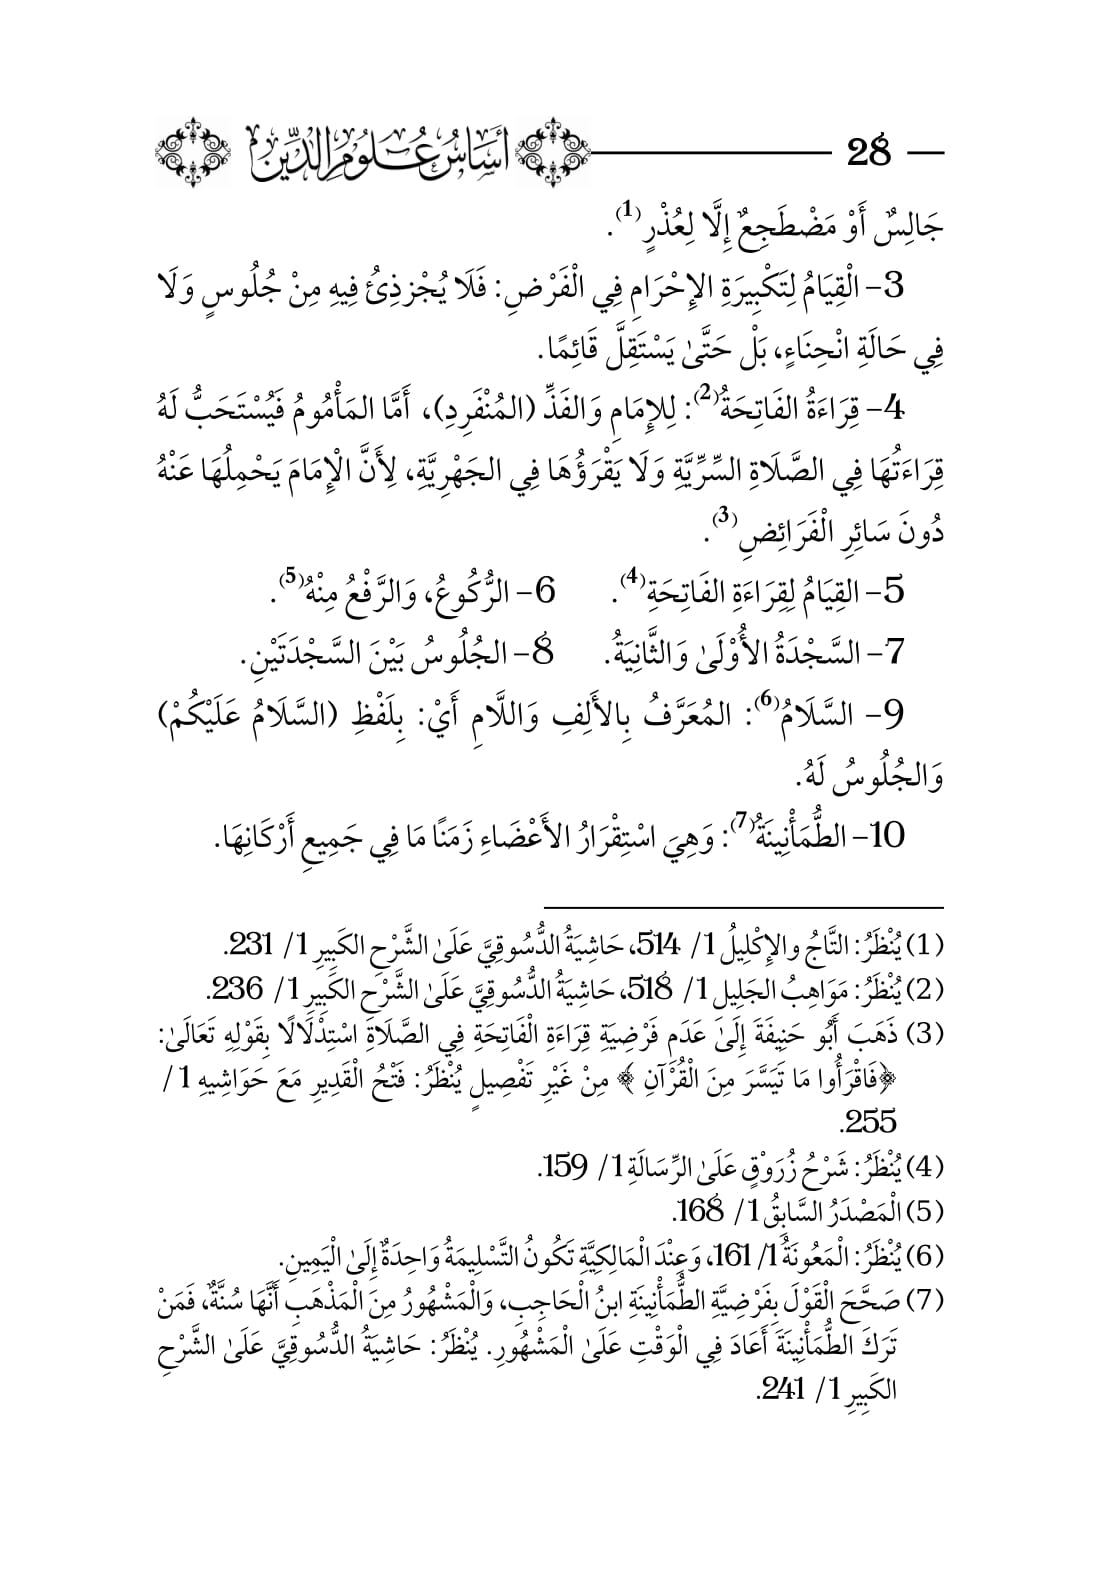 28 أَسَاسُ عُلُومِ الدِّينِ
جَالِسٌ أَوْ مَضْطَجِعٌ إِلَّا لِعُذْرٍ(1).
3- الْقِيَامُ لِتَكْبِيرَةِ الإِحْرَامِ فِي الْفَرْضِ: فَلَا يُجْزِذِئُ فِيهِ مِنْ جُلُوسٍ وَلَا
فِي حَالَةِ انْحِنَاءٍ، بَلْ حَتَّىٰ يَسْتَقِلَّ قَائِمًا.
4- قِرَاءَةُ الفَاتِحَةُ(2): لِلإِمَامِ وَالفَذِّ (المُنْفَرِدِ)، أَمَّا المَأْمُومُ فَيُسْتَحَبُّ لَهُ
قِرَاءَتُهَا فِي الصَّلَاةِ السِّرِّيَّةِ وَلَا يَقْرَؤُهَا فِي الجَهْرِيَّةِ، لِأَنَّ الْإِمَامَ يَحْمِلُهَا عَنْهُ
دُونَ سَائِرِ الْفَرَائِضِ(3).
5- القِيَامُ لِقِرَاءَةِ الفَاتِحَةِ(4). 6- الرُّكُوعُ، وَالرَّفْعُ مِنْهُ(5).
7- السَّجْدَةُ الأُوْلَىٰ وَالثَّانِيَةُ. 8- الجُلُوسُ بَيْنَ السَّجْدَتَيْنِ.
9- السَّلَامُ(6): المُعَرَّفُ بِالأَلِفِ وَاللَّامِ أَيْ: بِلَفْظِ (السَّلَامُ عَلَيْكُمْ)
وَالجُلُوسُ لَهُ.
10- الطُّمَأْنِينَةُ(7): وَهِيَ اسْتِقْرَارُ الأَعْضَاءِ زَمَنًا مَا فِي جَمِيعِ أَرْكَانِهَا.
(1) يُنْظَرُ: التَّاجُ والإِكْلِيلُ 1/ 514، حَاشِيَةُ الدُّسُوقِيَّ عَلَىٰ الشَّرْحِ الكَبِيرِ 1/ 231.
(2) يُنْظَرُ: مَوَاهِبُ الجَلِيلِ 1/ 518، حَاشِيَةُ الدُّسُوقِيَّ عَلَىٰ الشَّرْحِ الكَبِيرِ 1/ 236.
(3) ذَهَبَ أَبُو حَنِيفَةَ إِلَىٰ عَدَمِ فَرْضِيَةِ قِرَاءَةِ الْفَاتِحَةِ فِي الصَّلَاةِ اسْتِدْلَالًا بِقَوْلِهِ تَعَالَىٰ:
﴿فَاقْرَأُوا مَا تَيَسَّرَ مِنَ الْقُرْآنِ ﴾ مِنْ غَيْرِ تَفْصِيلٍ يُنْظَرُ: فَتْحُ الْقَدِيرِ مَعَ حَوَاشِيهِ 1/
255.
(4) يُنْظَرُ: شَرْحُ زُرَوْقٍ عَلَىٰ الرِّسَالَةِ 1/ 159.
(5) الْمَصْدَرُ السَّابِقُ 1/ 168.
(6) يُنْظَرُ: الْمَعُونَةُ 1/ 161، وَعِنْدَ الْمَالِكِيَّةِ تَكُونُ التَّسْلِيمَةُ وَاحِدَةٌ إِلَىٰ الْيَمِينِ.
(7) صَحَّحَ الْقَوْلَ بِفَرْضِيَّةِ الطُّمَأْنِينَةِ ابنُ الْحَاجِبِ، وَالْمَشْهُورُ مِنَ الْمَذْهَبِ أَنَّهَا سُنَّةٌ، فَمَنْ
تَرَكَ الطُّمَأْنِينَةَ أَعَادَ فِي الْوَقْتِ عَلَىٰ الْمَشْهُورِ. يُنْظَرُ: حَاشِيَةُ الدُّسُوقِيَّ عَلَىٰ الشَّرْحِ
الكَبِيرِ 1/ 241.